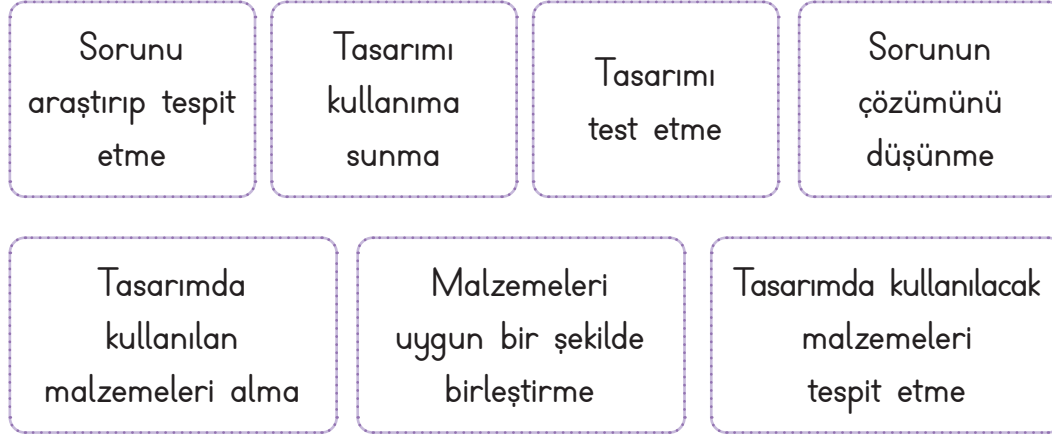 Sorunu
araştırıp tespit
etme
Tasarımı
kullanıma
sunma
Tasarımı
test etme
Sorunun
çözümünü
düşünme
Tasarımda
kullanılan
malzemeleri alma
Malzemeleri
uygun bir şekilde
birleştirme
Tasarımda kullanılacak
malzemeleri
tespit etme